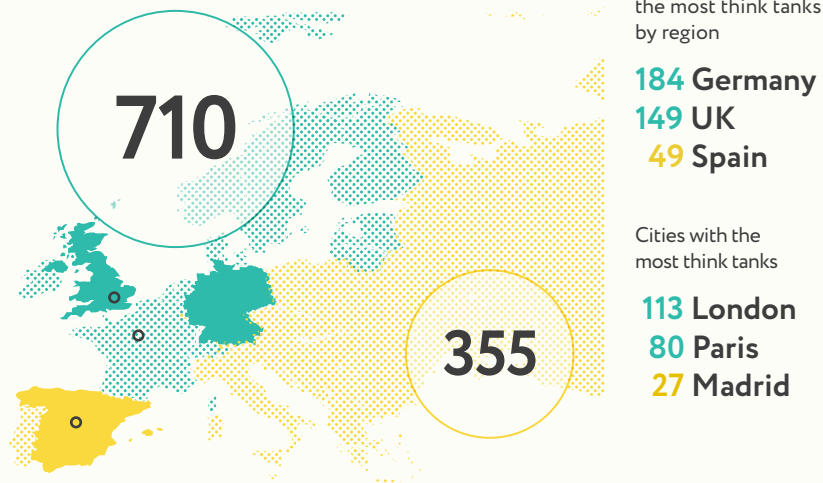 710
355
the most think tanks
by region
184 Germany
149 UK
49 Spain
Cities with the
most think tanks
113 London
80 Paris
27 Madrid